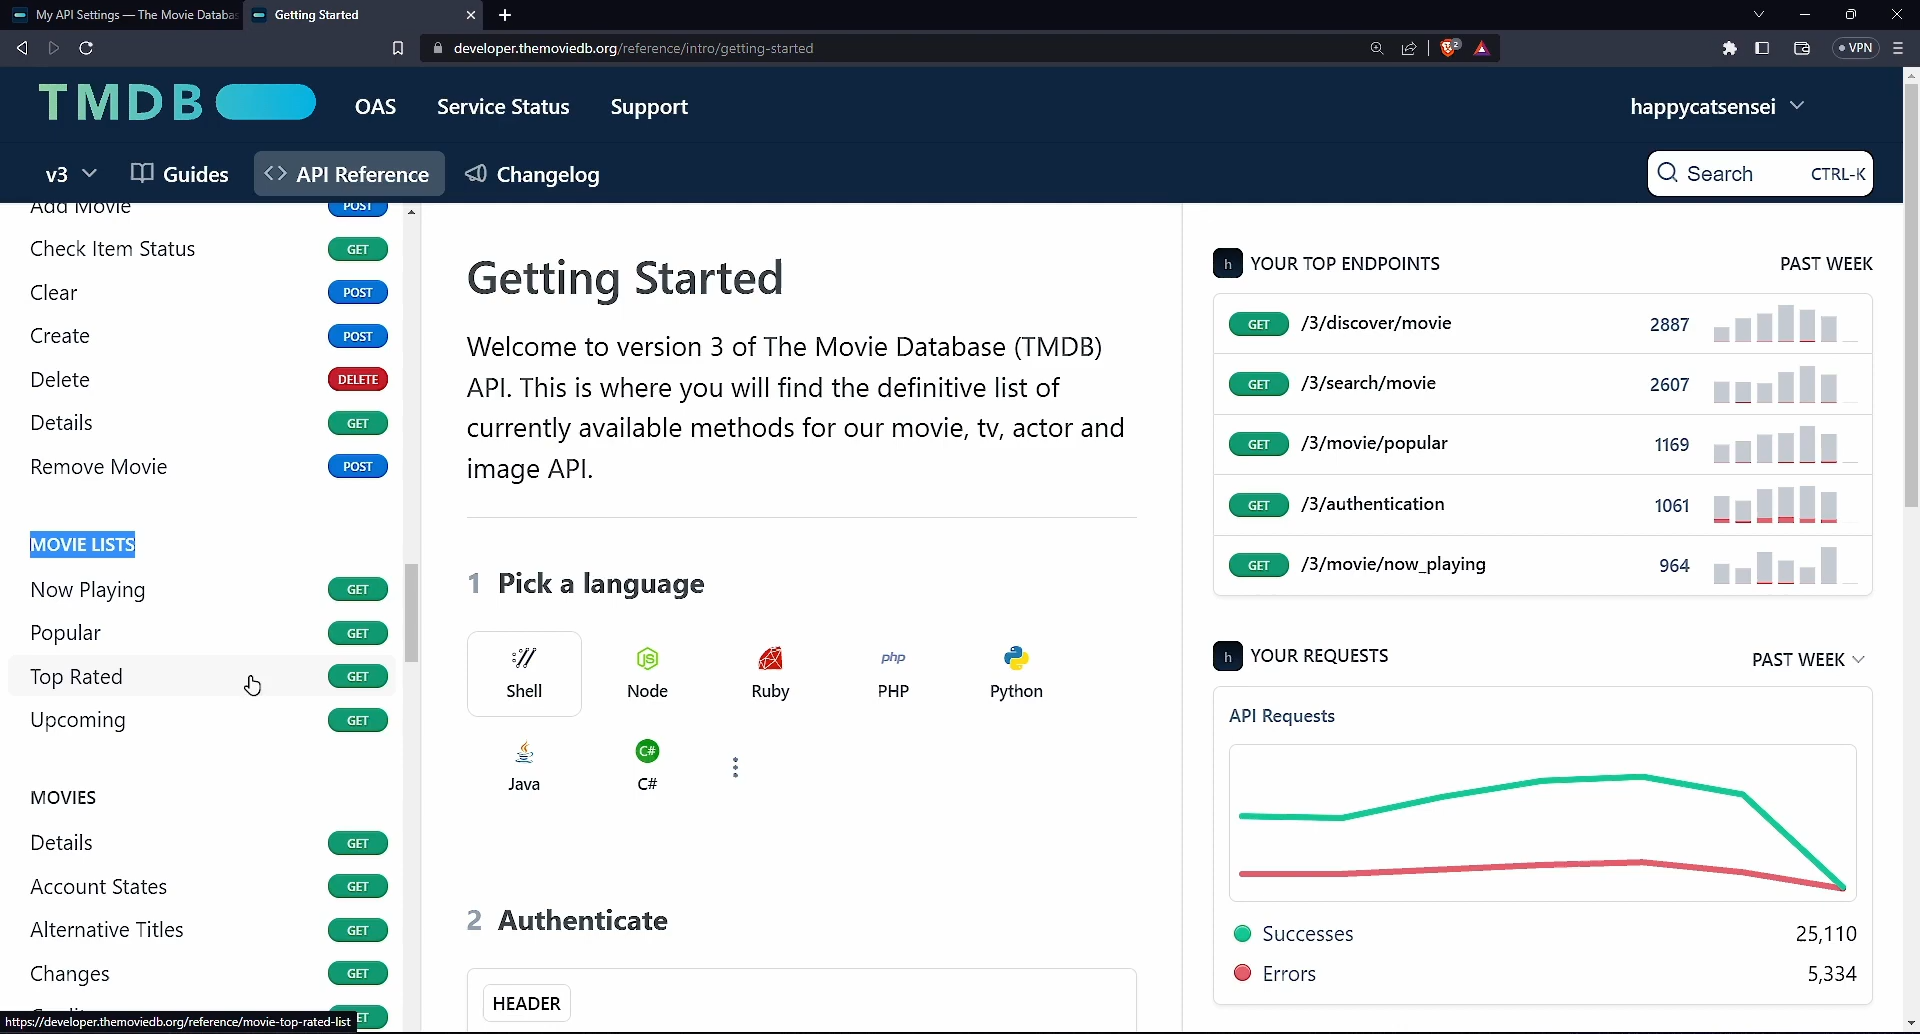 My API Settings — The Movie Databas
Getting Started
developer.themoviedb.org/reference/intro/getting-started
2
VPN
TMDB
OAS
Service Status
Support
happycatsensei
v3
Guides
<> API Reference
Changelog
Search
CTRL-K
Add Movie POST
Check Item Status GET
Clear POST
Create POST
Delete DELETE
Details GET
Remove Movie POST
MOVIE LISTS
Now Playing GET
Popular GET
Top Rated GET
Upcoming GET
MOVIES
Details GET
Account States GET
Alternative Titles GET
Changes GET
https://developer.themoviedb.org/reference/movie-top-rated-list
Getting Started
Welcome to version 3 of The Movie Database (TMDB)
API. This is where you will find the definitive list of
currently available methods for our movie, tv, actor and
image API.
1 Pick a language
Shell
JS
Node
Ruby
php
PHP
Python
Java
C#
C#
2 Authenticate
HEADER
h YOUR TOP ENDPOINTS PAST WEEK
GET /3/discover/movie 2887
GET /3/search/movie 2607
GET /3/movie/popular 1169
GET /3/authentication 1061
GET /3/movie/now_playing 964
h YOUR REQUESTS PAST WEEK
API Requests
Successes 25,110
Errors 5,334